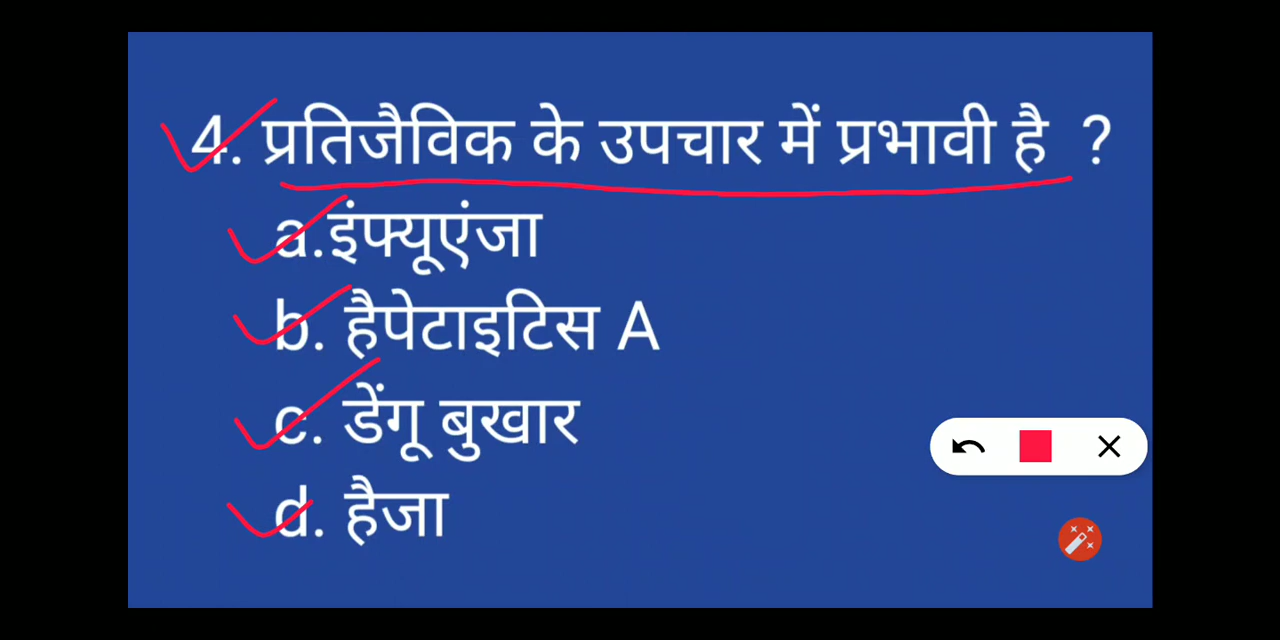 4. प्रतिजैविक के उपचार में प्रभावी है ?
a.इंफ्यूएंजा
b. हैपेटाइटिस A
c. डेंगू बुखार
d. हैजा